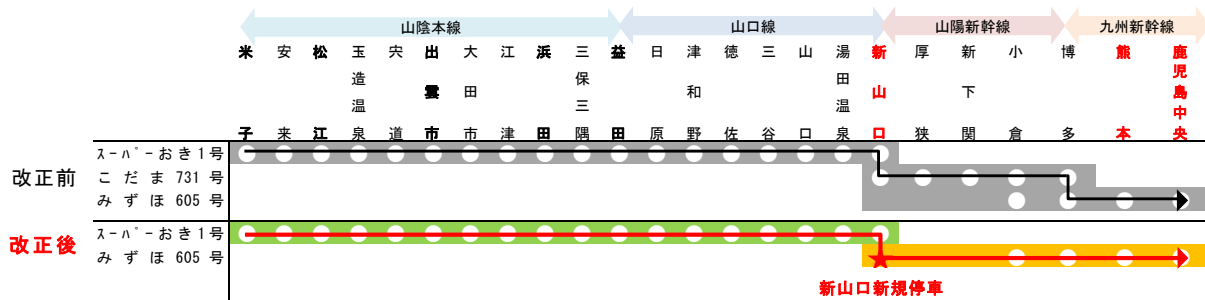 山陰本線 山口線 山陽新幹線 九州新幹線
米子 安来 松江 玉造温泉 宍道 出雲市 大田市 江津 浜田 三保三隅 益田 日原 津和野 徳佐 三谷 山口 湯田温泉 新山口 厚狭 新下関 小倉 博多 熊本 鹿児島中央
改正前
スーパーおき1号
こだま 731 号
みずほ 605 号
改正後
スーパーおき1号
みずほ 605 号
新山口新規停車